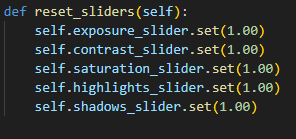 def reset_sliders(self):
    self.exposure_slider.set(1.00)
    self.contrast_slider.set(1.00)
    self.saturation_slider.set(1.00)
    self.highlights_slider.set(1.00)
    self.shadows_slider.set(1.00)